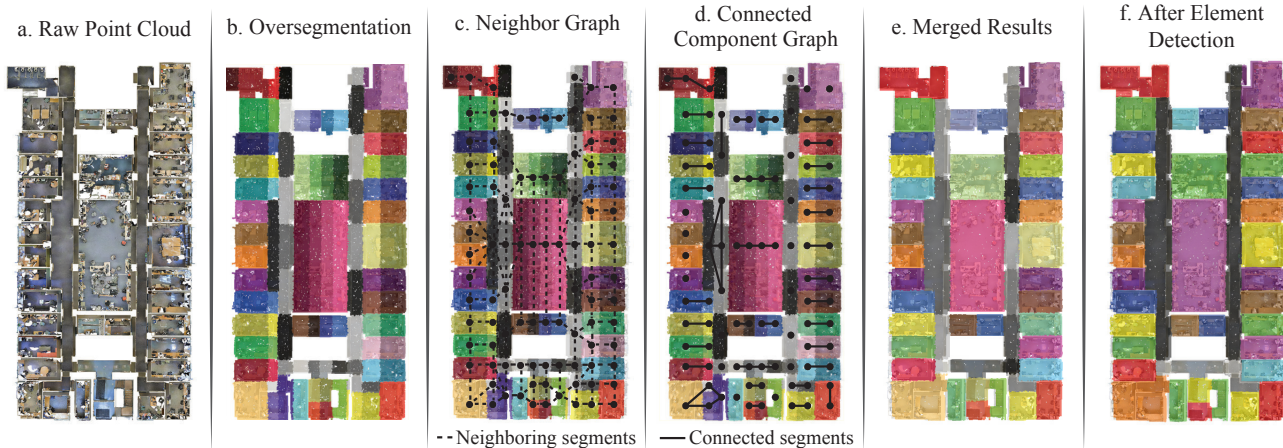 a. Raw Point Cloud
b. Oversegmentation
c. Neighbor Graph
d. Connected
Component Graph
e. Merged Results
f. After Element
Detection
Neighboring segments
Connected segments